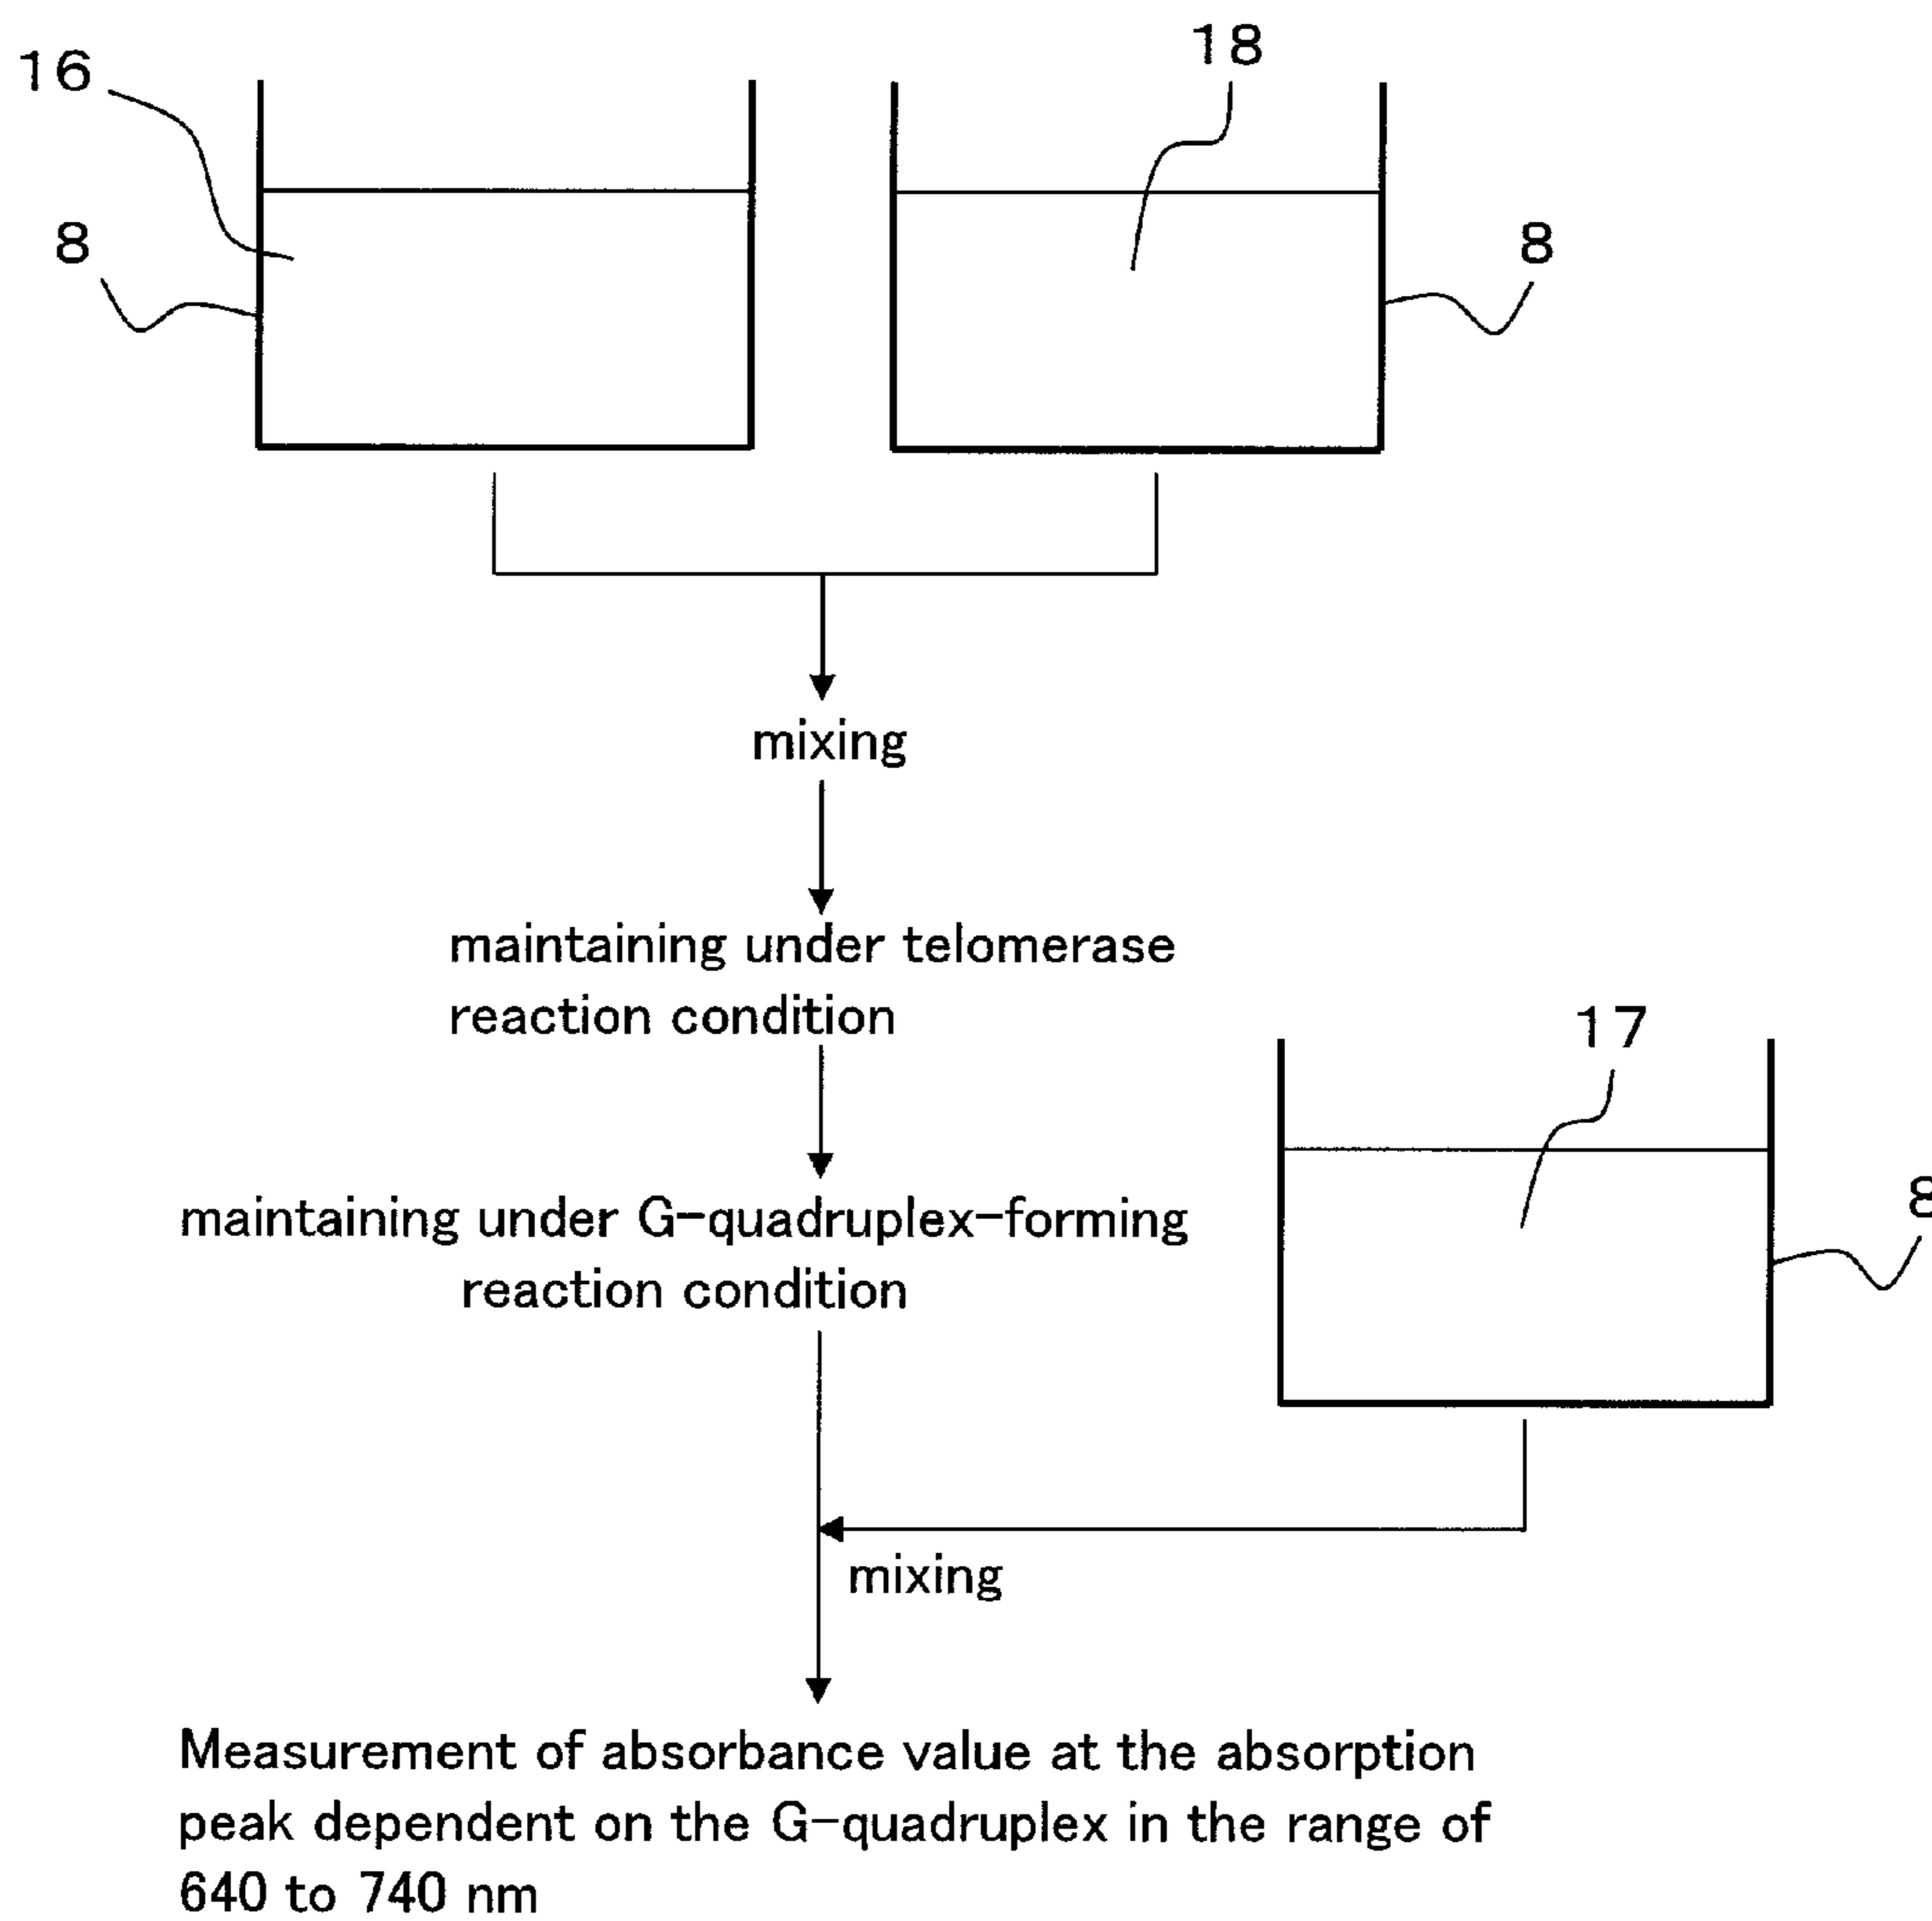 16
18
8
8
mixing
maintaining under telomerase
reaction condition
17
maintaining under G-quadruplex-forming
reaction condition
8
mixing
Measurement of absorbance value at the absorption
peak dependent on the G-quadruplex in the range of
640 to 740 nm